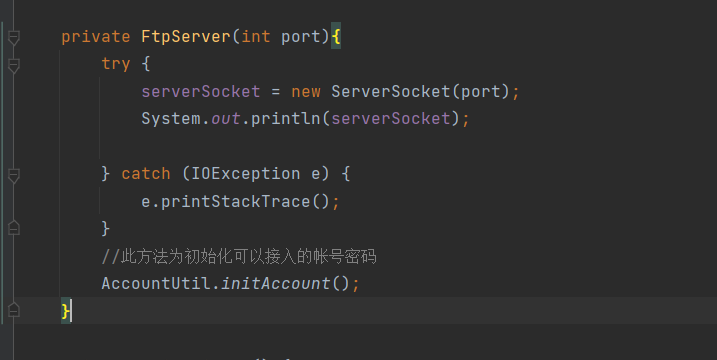 private FtpServer(int port){
try {
serverSocket = new ServerSocket(port);
System.out.println(serverSocket);
} catch (IOException e) {
e.printStackTrace();
}
//此方法为初始化可以接入的帐号密码
AccountUtil.initAccount();
}